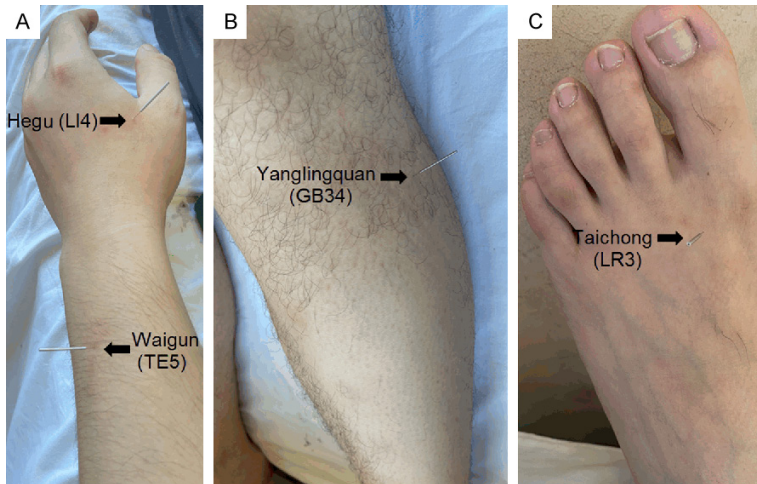 A
B
C
Hegu (LI4)
Waigun
(TE5)
Yanglingquan
(GB34)
Taichong
(LR3)